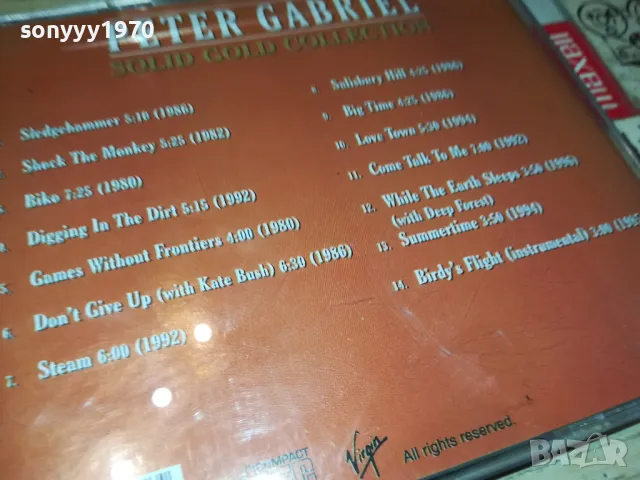 sonyyy1970
PETER GABRIEL
SOLID GOLD COLLECTION
Sledgehammer 5:10 (1986)
Shock The Monkey 5:25 (1982)
Biko 7:25 (1980)
Digging In The Dirt 5:15 (1992)
5. Games Without Frontiers 4:00 (1980)
6. Don't Give Up (with Kate Bush) 6:30 (1986)
7. Steam 6:00 (1992)
Salisbury Hill 4:25 (1996)
9. Big Time 4:25 (1986)
10. Love Town 5:20 (1994)
11. Come Talk To Me 7:00 (1992)
12. While The Earth Sleeps 3:50 (1996)
(with Deep Forest)
13. Summertime 3:50 (1994)
14. Birdy's Flight (instrumental) 3:00
maxell
COMPACT
Virgin
All rights reserved.
BAZAR